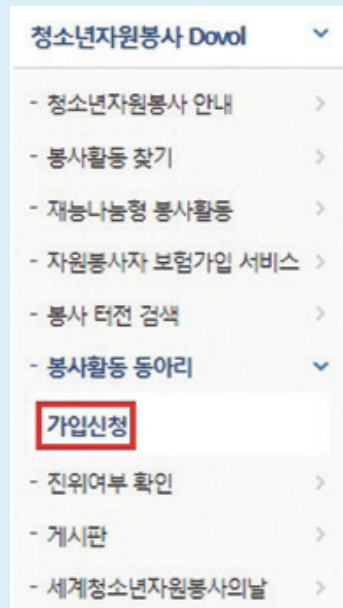 청소년자원봉사 Dovol
- 청소년자원봉사 안내
- 봉사활동 찾기
- 재능나눔형 봉사활동
- 자원봉사자 보험가입 서비스
- 봉사 터전 검색
- 봉사활동 동아리
가입신청
- 진위여부 확인
- 게시판
- 세계청소년자원봉사의날